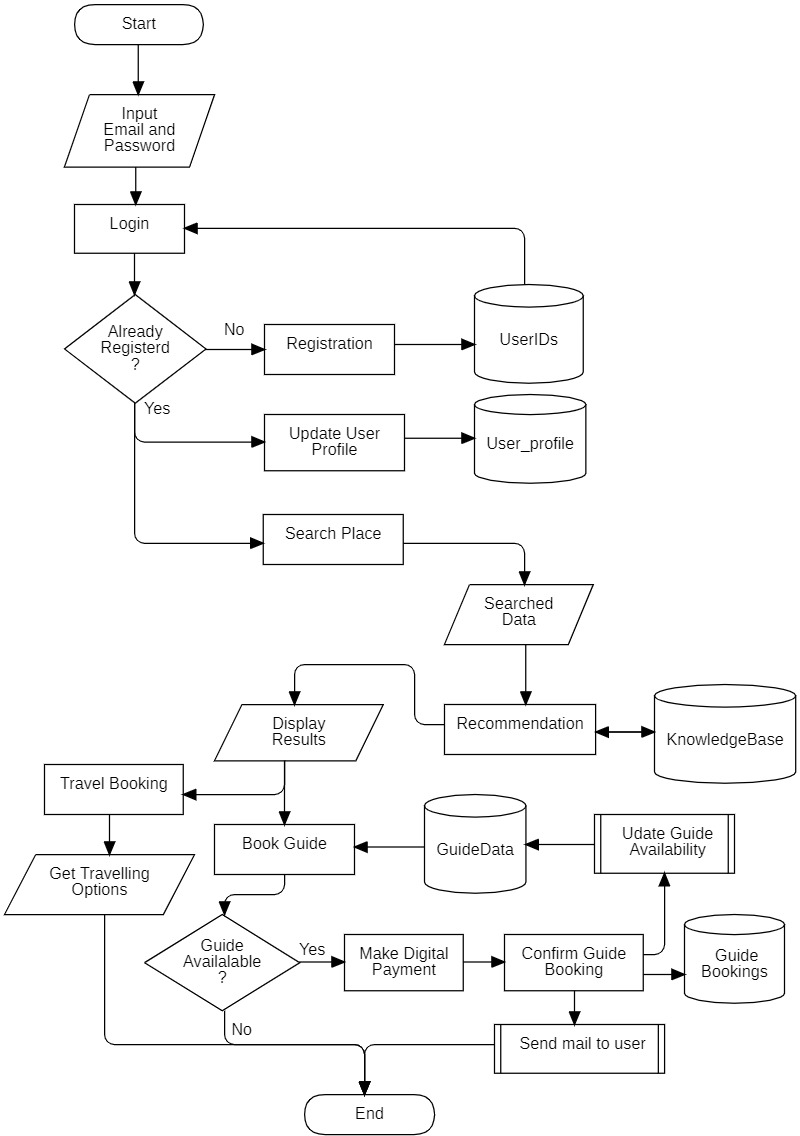 Start
Input
Email and
Password
Login
Already
Registerd
?
No
Registration
UserIDs
Yes
Update User
Profile
User_profile
Search Place
Searched
Data
Display
Results
Recommendation
KnowledgeBase
Travel Booking
Book Guide
GuideData
Udate Guide
Availability
Get Travelling
Options
Guide
Availalable
?
Yes
Make Digital
Payment
Confirm Guide
Booking
Guide
Bookings
No
Send mail to user
End